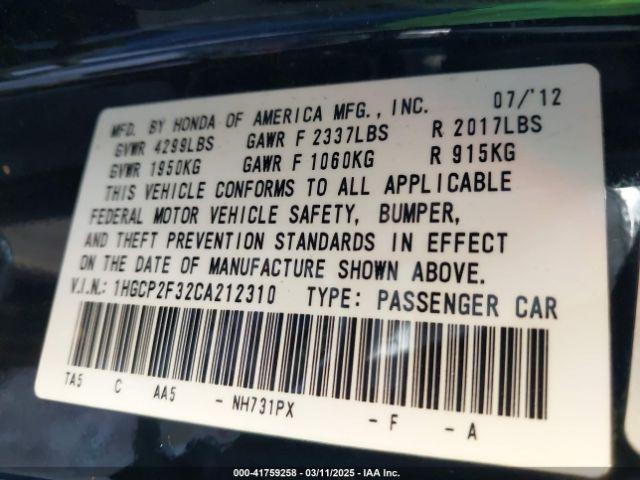 MFD. BY HONDA OF AMERICA MFG., INC. 07/'12
GVWR 4299LBS GAWR F 2337LBS R 2017LBS
GVWR 1950KG GAWR F 1060KG R 915KG
THIS VEHICLE CONFORMS TO ALL APPLICABLE
FEDERAL MOTOR VEHICLE SAFETY, BUMPER,
AND THEFT PREVENTION STANDARDS IN EFFECT
ON THE DATE OF MANUFACTURE SHOWN ABOVE.
V.I.N.: 1HGCP2F32CA212310 TYPE: PASSENGER CAR
TA5 C AA5 - NH731PX - F - A
000-41759258 - 03/11/2025 - IAA Inc.